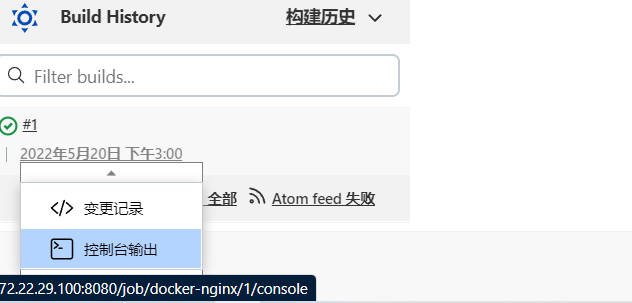 Build History 构建历史
Filter builds...
#1
2022年5月20日 下午3:00
全部 Atom feed 失败
变更记录
控制台输出
72.22.29.100:8080/job/docker-nginx/1/console